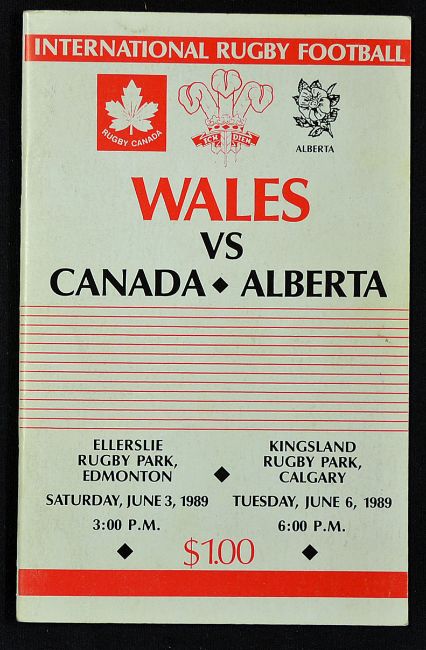 INTERNATIONAL RUGBY FOOTBALL
RUGBY CANADA
ICH DIEN
ALBERTA
WALES
VS
CANADA ◆ ALBERTA
ELLERSLIE
RUGBY PARK,
EDMONTON
SATURDAY, JUNE 3, 1989
3:00 P.M.
KINGSLAND
RUGBY PARK,
CALGARY
TUESDAY, JUNE 6, 1989
6:00 P.M.
$1.00